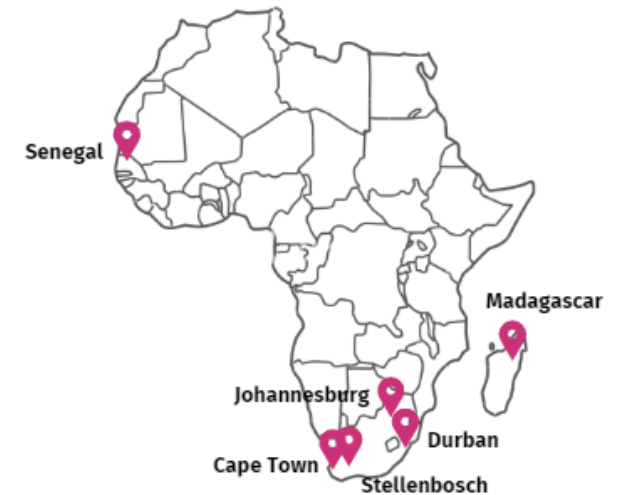 Senegal
Madagascar
Johannesburg
Durban
Cape Town
Stellenbosch